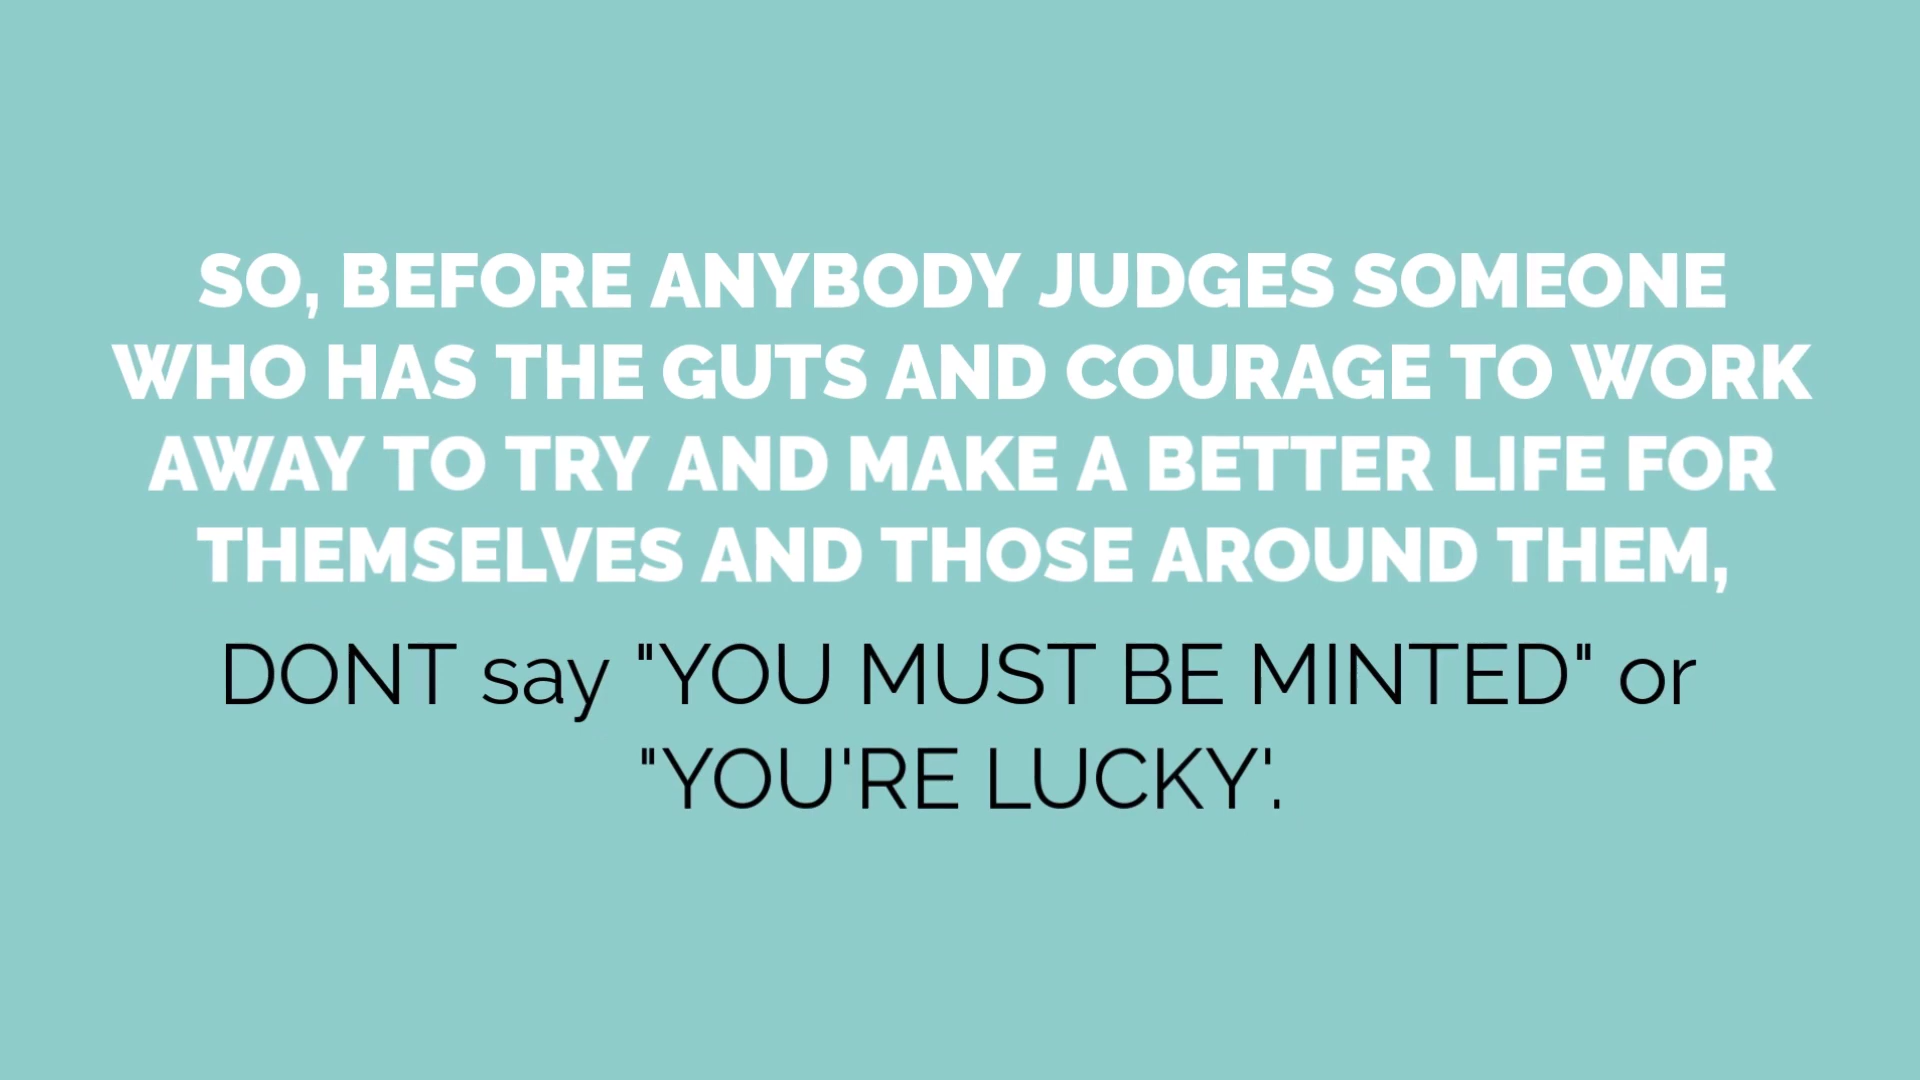 SO, BEFORE ANYBODY JUDGES SOMEONE
WHO HAS THE GUTS AND COURAGE TO WORK
AWAY TO TRY AND MAKE A BETTER LIFE FOR
THEMSELVES AND THOSE AROUND THEM,
DONT say "YOU MUST BE MINTED" or
"YOU'RE LUCKY'.